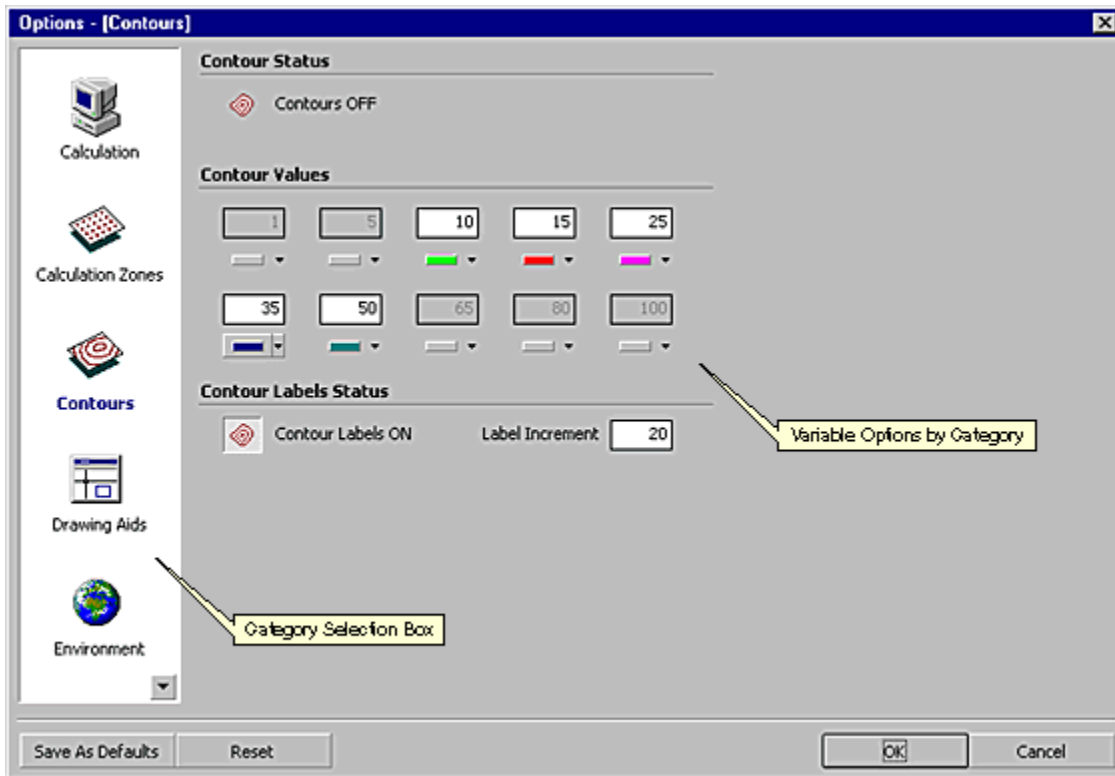 Options - [Contours]
Calculation
Calculation Zones
Contours
Drawing Aids
Environment
Contour Status
Contours OFF
Contour Values
1 5 10 15 25
35 50 65 80 100
Contour Labels Status
Contour Labels ON Label Increment 20
Variable Options by Category
Category Selection Box
Save As Defaults Reset OK Cancel